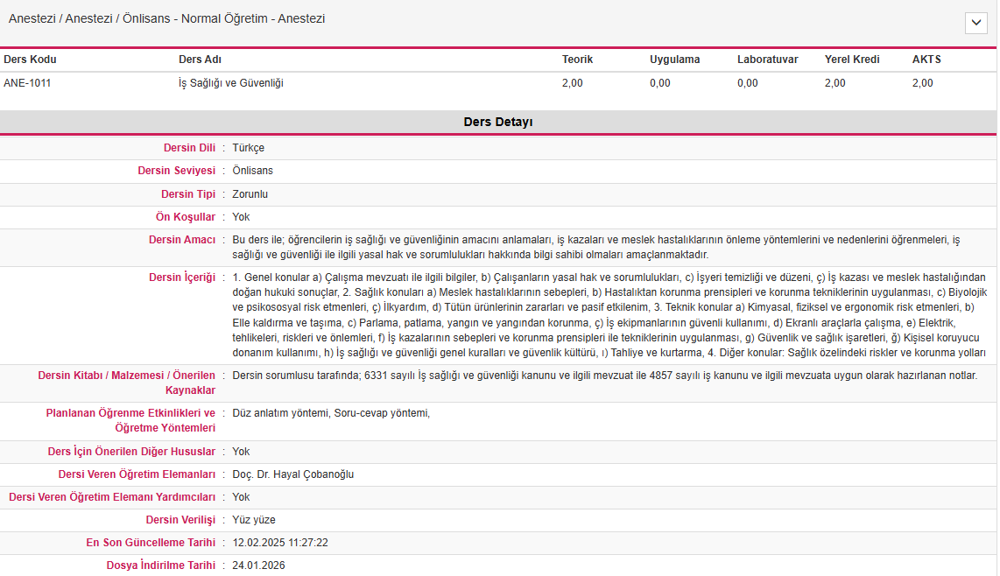 Anestezi / Anestezi / Önlisans - Normal Öğretim - Anestezi
Ders Kodu Ders Adı Teorik Uygulama Laboratuvar Yerel Kredi AKTS
ANE-1011 İş Sağlığı ve Güvenliği 2,00 0,00 0,00 2,00 2,00
Ders Detayı
Dersin Dili : Türkçe
Dersin Seviyesi : Önlisans
Dersin Tipi : Zorunlu
Ön Koşullar : Yok
Dersin Amacı : Bu ders ile; öğrencilerin iş sağlığı ve güvenliğinin amacını anlamaları, iş kazaları ve meslek hastalıklarının önleme yöntemlerini ve nedenlerini öğrenmeleri, iş
sağlığı ve güvenliği ile ilgili yasal hak ve sorumlulukları hakkında bilgi sahibi olmaları amaçlanmaktadır.
Dersin İçeriği : 1. Genel konular a) Çalışma mevzuatı ile ilgili bilgiler, b) Çalışanların yasal hak ve sorumlulukları, c) İşyeri temizliği ve düzeni, ç) İş kazası ve meslek hastalığından
doğan hukuki sonuçlar, 2. Sağlık konuları a) Meslek hastalıklarının sebepleri, b) Hastalıktan korunma prensipleri ve korunma tekniklerinin uygulanması, c) Biyolojik
ve psikososyal risk etmenleri, ç) İlkyardım, d) Tütün ürünlerinin zararları ve pasif etkilenim, 3. Teknik konular a) Kimyasal, fiziksel ve ergonomik risk etmenleri, b)
Elle kaldırma ve taşıma, c) Parlama, patlama, yangın ve yangından korunma, ç) İş ekipmanlarının güvenli kullanımı, d) Ekranlı araçlarla çalışma, e) Elektrik,
tehlikeleri, riskleri ve önlemleri, f) İş kazalarının sebepleri ve korunma prensipleri ile tekniklerinin uygulanması, g) Güvenlik ve sağlık işaretleri, ğ) Kişisel koruyucu
donanım kullanımı, h) İş sağlığı ve güvenliği genel kuralları ve güvenlik kültürü, ı) Tahliye ve kurtarma, 4. Diğer konular: Sağlık özelindeki riskler ve korunma yolları
Dersin Kitabı / Malzemesi / Önerilen : Dersin sorumlusu tarafında; 6331 sayılı İş sağlığı ve güvenliği kanunu ve ilgili mevzuat ile 4857 sayılı iş kanunu ve ilgili mevzuata uygun olarak hazırlanan notlar.
Kaynaklar
Planlanan Öğrenme Etkinlikleri ve : Düz anlatım yöntemi, Soru-cevap yöntemi,
Öğretme Yöntemleri
Ders İçin Önerilen Diğer Hususlar : Yok
Dersi Veren Öğretim Elemanları : Doç. Dr. Hayal Çobanoğlu
Dersi Veren Öğretim Elemanı Yardımcıları : Yok
Dersin Verilişi : Yüz yüze
En Son Güncelleme Tarihi : 12.02.2025 11:27:22
Dosya İndirilme Tarihi : 24.01.2026